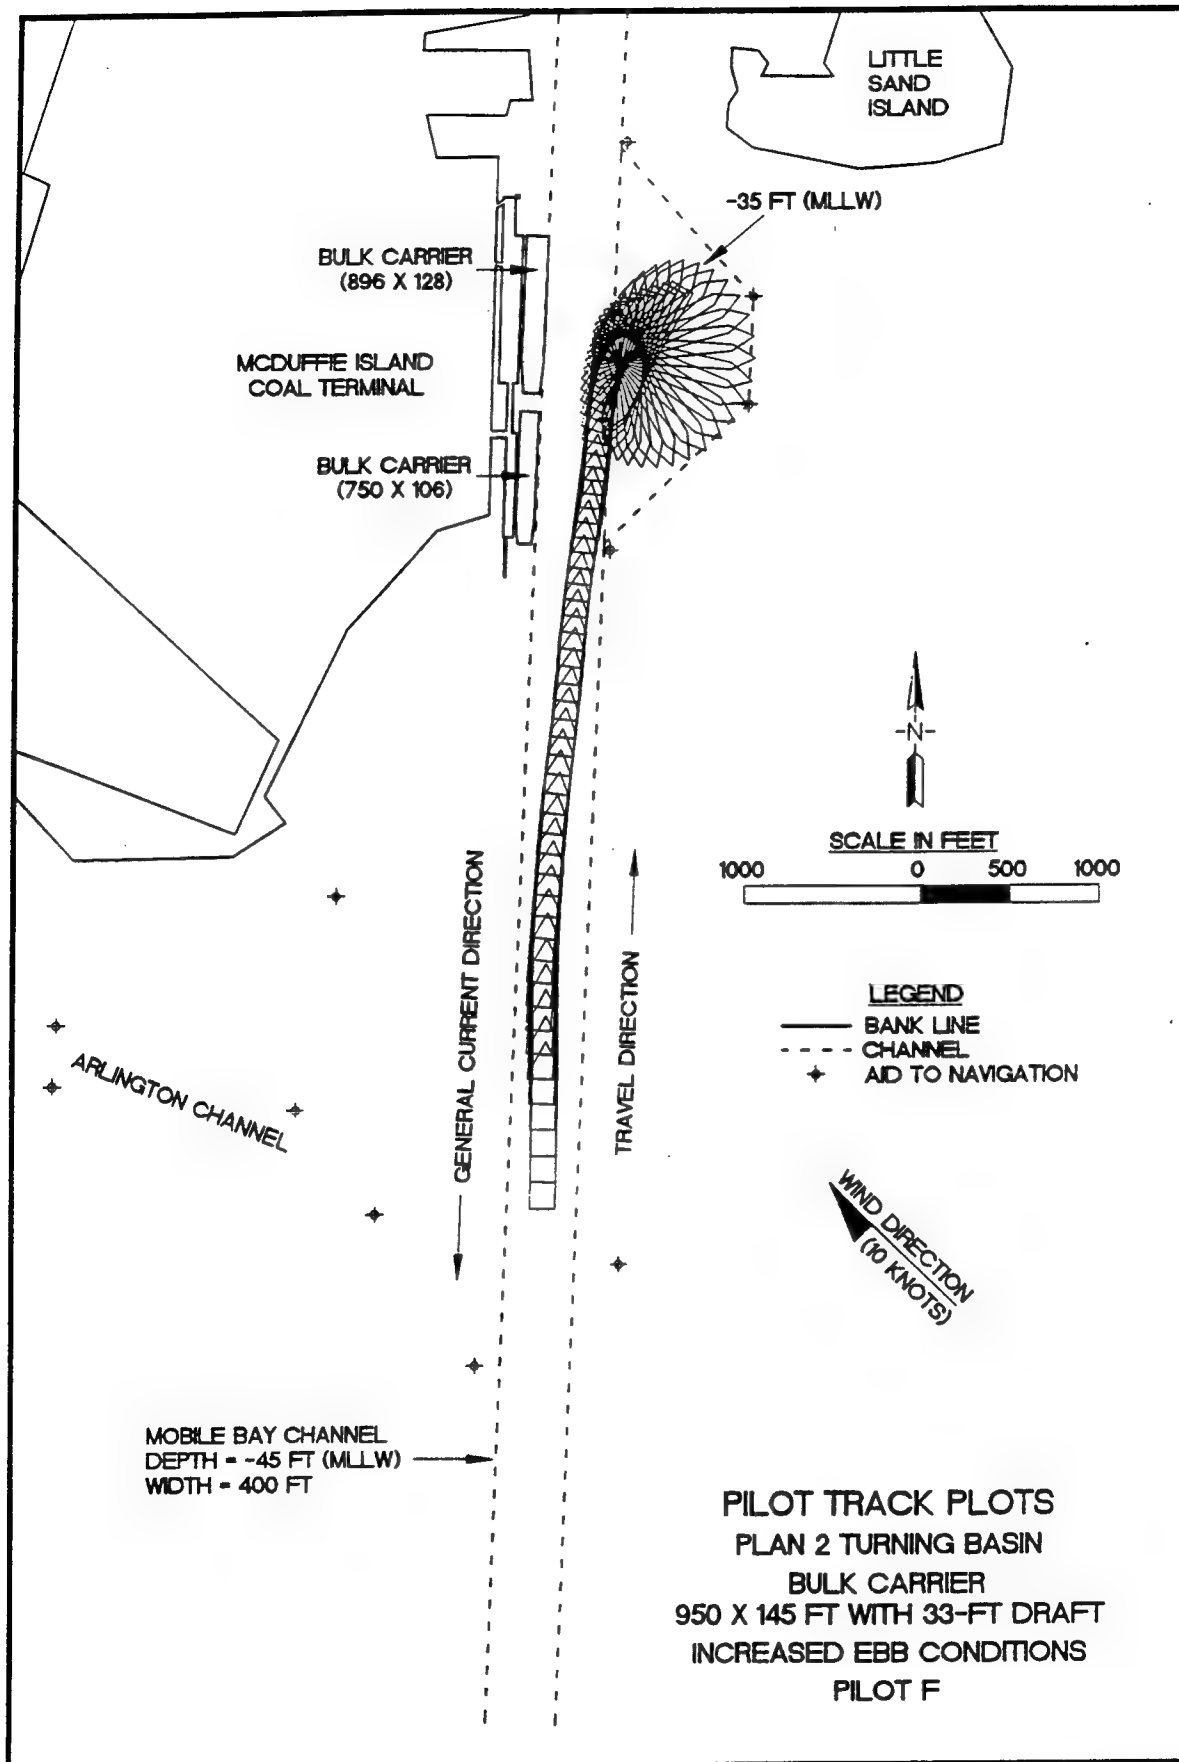 LITTLE
SAND
ISLAND
-35 FT (MLLW)
BULK CARRIER
(896 X 128)
MCDUFFIE ISLAND
COAL TERMINAL
BULK CARRIER
(750 X 106)
-N-
SCALE IN FEET
1000 0 500 1000
GENERAL CURRENT DIRECTION
TRAVEL DIRECTION
LEGEND
BANK LINE
CHANNEL
AID TO NAVIGATION
ARLINGTON CHANNEL
WIND DIRECTION
(10 KNOTS)
MOBILE BAY CHANNEL
DEPTH = -45 FT (MLLW)
WIDTH = 400 FT
PILOT TRACK PLOTS
PLAN 2 TURNING BASIN
BULK CARRIER
950 X 145 FT WITH 33-FT DRAFT
INCREASED EBB CONDITIONS
PILOT F